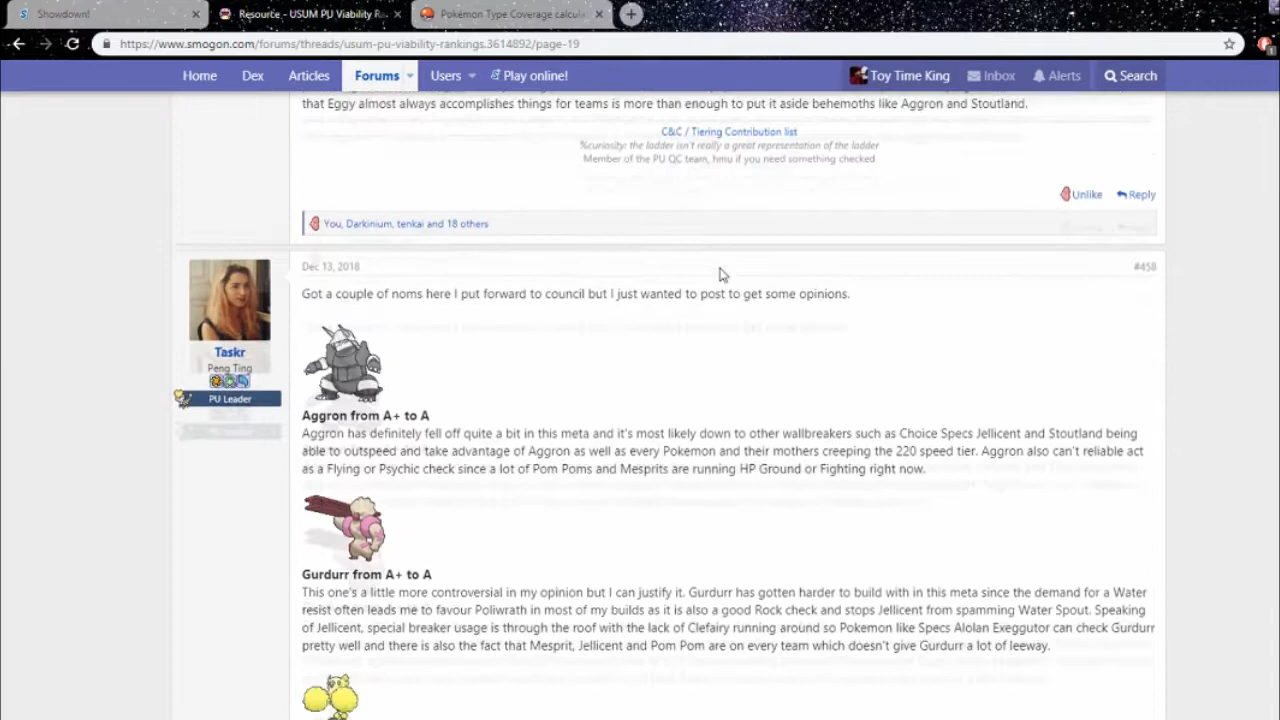 Showdown!
Resource - USUM PU Viability R
Pokémon Type Coverage calcul
https://www.smogon.com/forums/threads/usum-pu-viability-rankings.3614892/page-19
Home Dex Articles Forums Users Play online! Toy Time King Inbox Alerts Search
that Eggy almost always accomplishes things for teams is more than enough to put it aside behemoths like Aggron and Stoutland.
C&C / Tiering Contribution list
%curiosity: the ladder isn't really a great representation of the ladder
Member of the PU QC team, hmu if you need something checked
Unlike Reply
You, Darkinium, tenkai and 18 others
Dec 13, 2018 #458
Got a couple of noms here I put forward to council but I just wanted to post to get some opinions.
Taskr
Peng Ting
PU Leader
Aggron from A+ to A
Aggron has definitely fell off quite a bit in this meta and it's most likely down to other wallbreakers such as Choice Specs Jellicent and Stoutland being
able to outspeed and take advantage of Aggron as well as every Pokemon and their mothers creeping the 220 speed tier. Aggron also can't reliable act
as a Flying or Psychic check since a lot of Pom Poms and Mesprits are running HP Ground or Fighting right now.
Gurdurr from A+ to A
This one's a little more controversial in my opinion but I can justify it. Gurdurr has gotten harder to build with in this meta since the demand for a Water
resist often leads me to favour Poliwrath in most of my builds as it is also a good Rock check and stops Jellicent from spamming Water Spout. Speaking
of Jellicent, special breaker usage is through the roof with the lack of Clefairy running around so Pokemon like Specs Alolan Exeggutor can check Gurdurr
pretty well and there is also the fact that Mesprit, Jellicent and Pom Pom are on every team which doesn't give Gurdurr a lot of leeway.